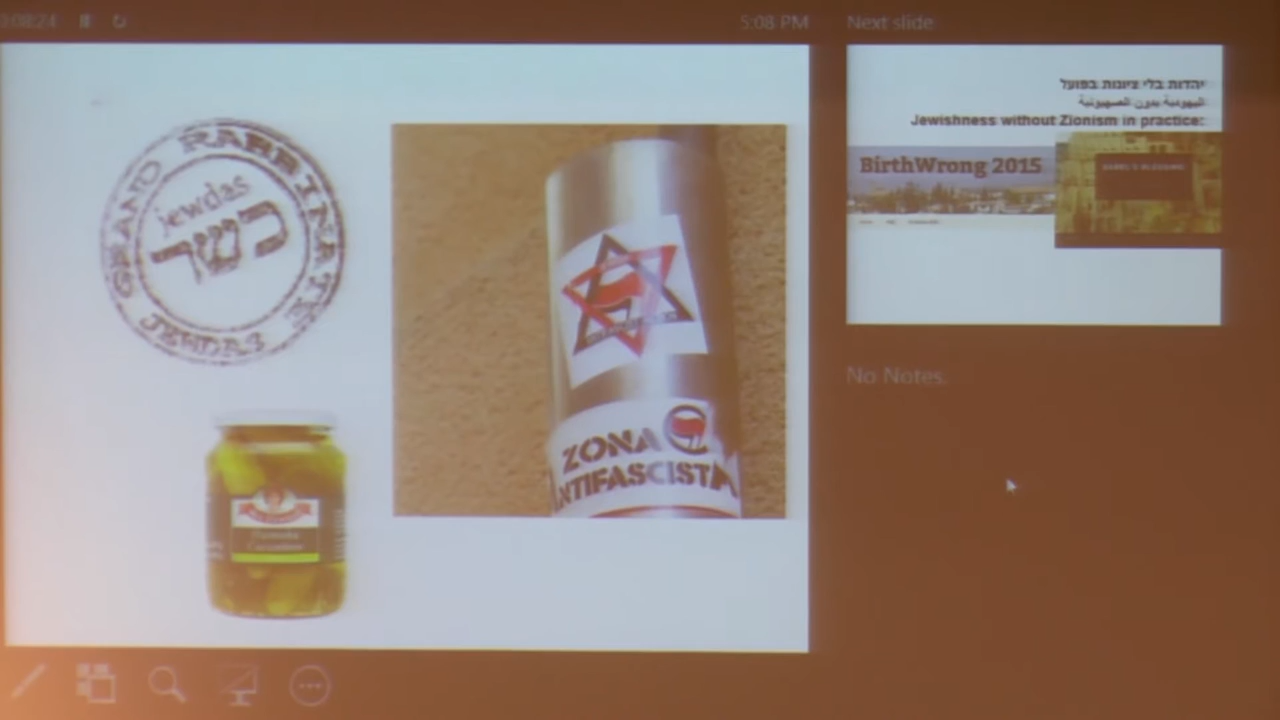 5:08 PM
Next slide
GRAND RABBINATE
jewdas
כשר
JEWDAS
ZONA
ANTIFASCISTA
יהדות בלי ציונות בפועל
اليهودية بدون الصهيونية
Jewishness without Zionism in practice:
BirthWrong 2015
No Notes.